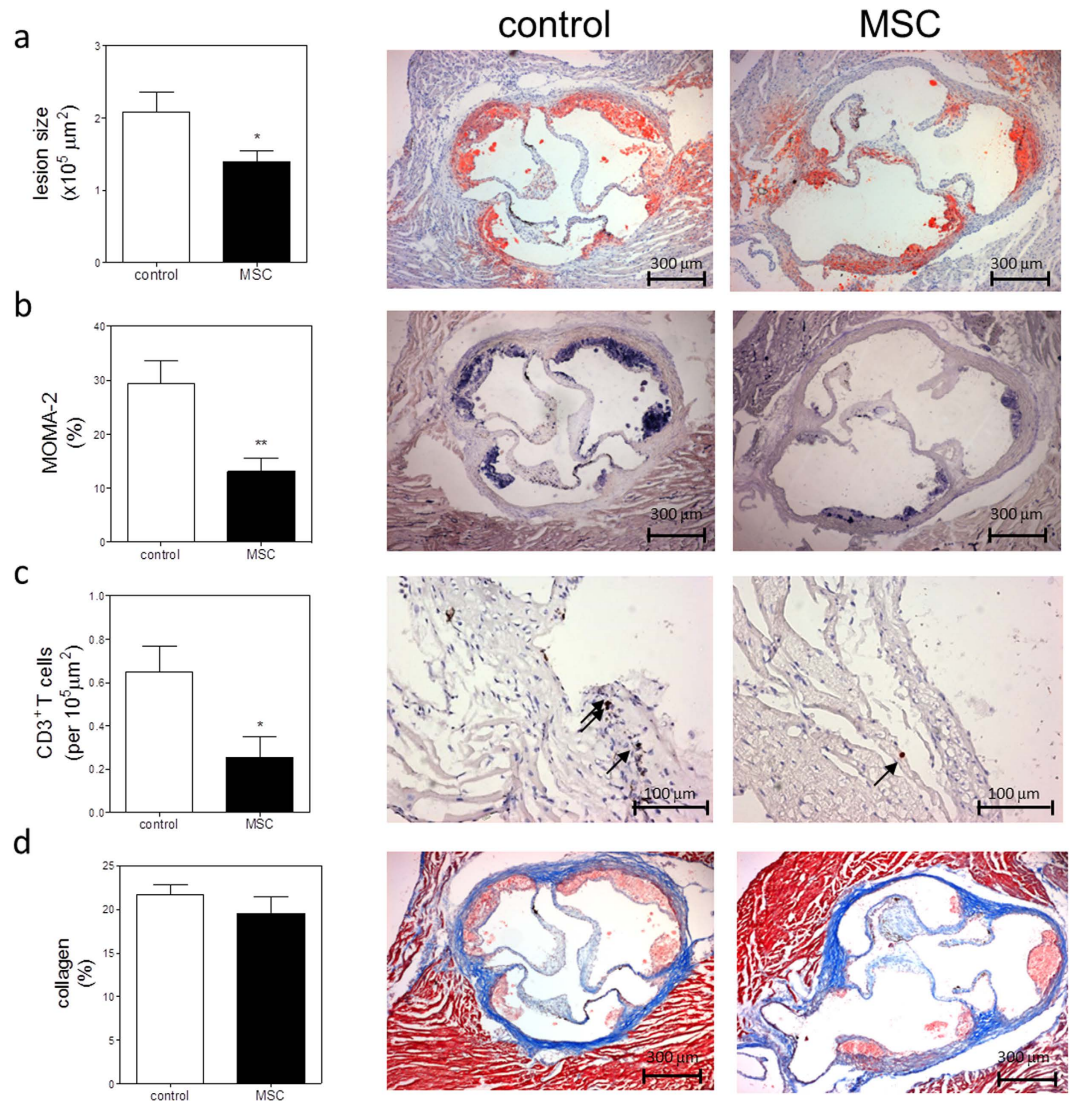 control MSC
a
lesion size
(x10⁵ µm²)
3
2
1
0
*
control MSC
300 µm
300 µm
b
MOMA-2
(%)
40
30
20
10
0
**
control MSC
300 µm
300 µm
c
CD3⁺ T cells
(per 10⁵µm²)
1.0
0.8
0.6
0.4
0.2
0.0
*
control MSC
100 µm
100 µm
d
collagen
(%)
25
20
15
10
5
0
control MSC
300 µm
300 µm